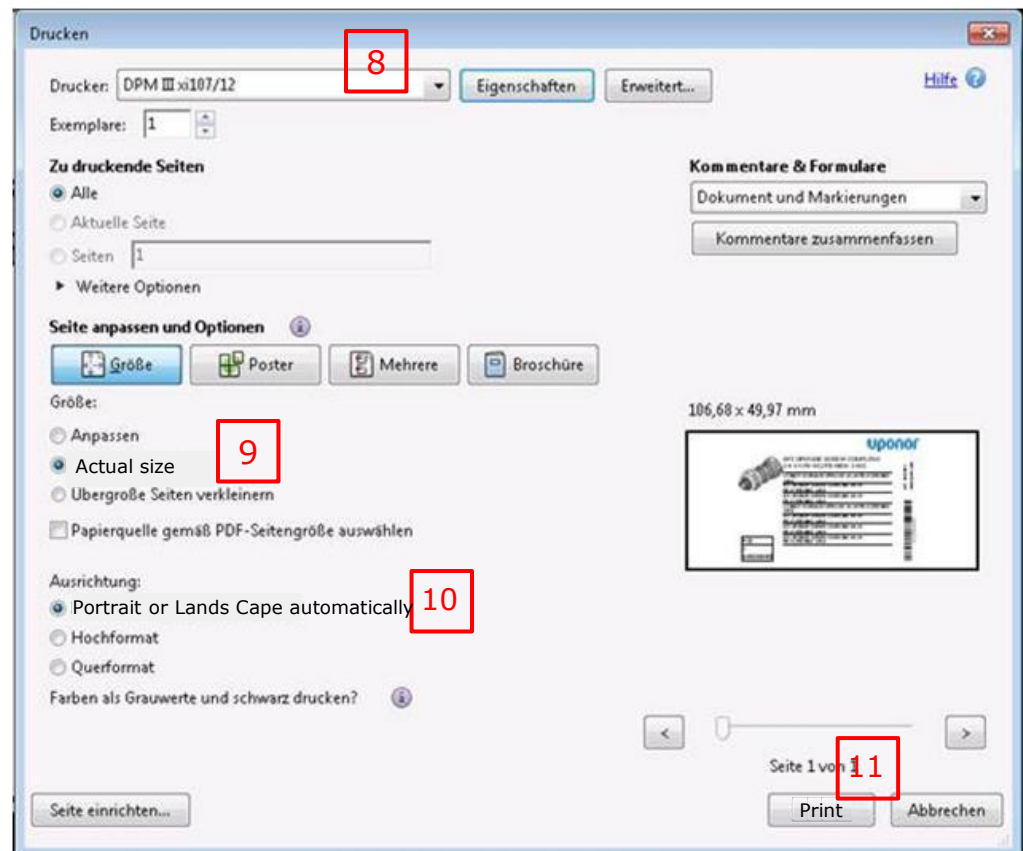 Drucken
8
Drucker: DPM III xi107/12 Eigenschaften Erweitert... Hilfe
Exemplare: 1
Zu druckende Seiten Kommentare & Formulare
Alle Dokument und Markierungen
Aktuelle Seite
Seiten 1 Kommentare zusammenfassen
Weitere Optionen
Seite anpassen und Optionen
Größe Poster Mehrere Broschüre
Größe: 106,68 x 49,97 mm
Anpassen
9
Actual size
Übergroße Seiten verkleinern
Papierquelle gemäß PDF-Seitengröße auswählen
uponor
Ausrichtung:
Portrait or Lands Cape automatically 10
Hochformat
Querformat
Farben als Grauwerte und schwarz drucken?
< >
Seite 1 von 1
11
Seite einrichten... Print Abbrechen